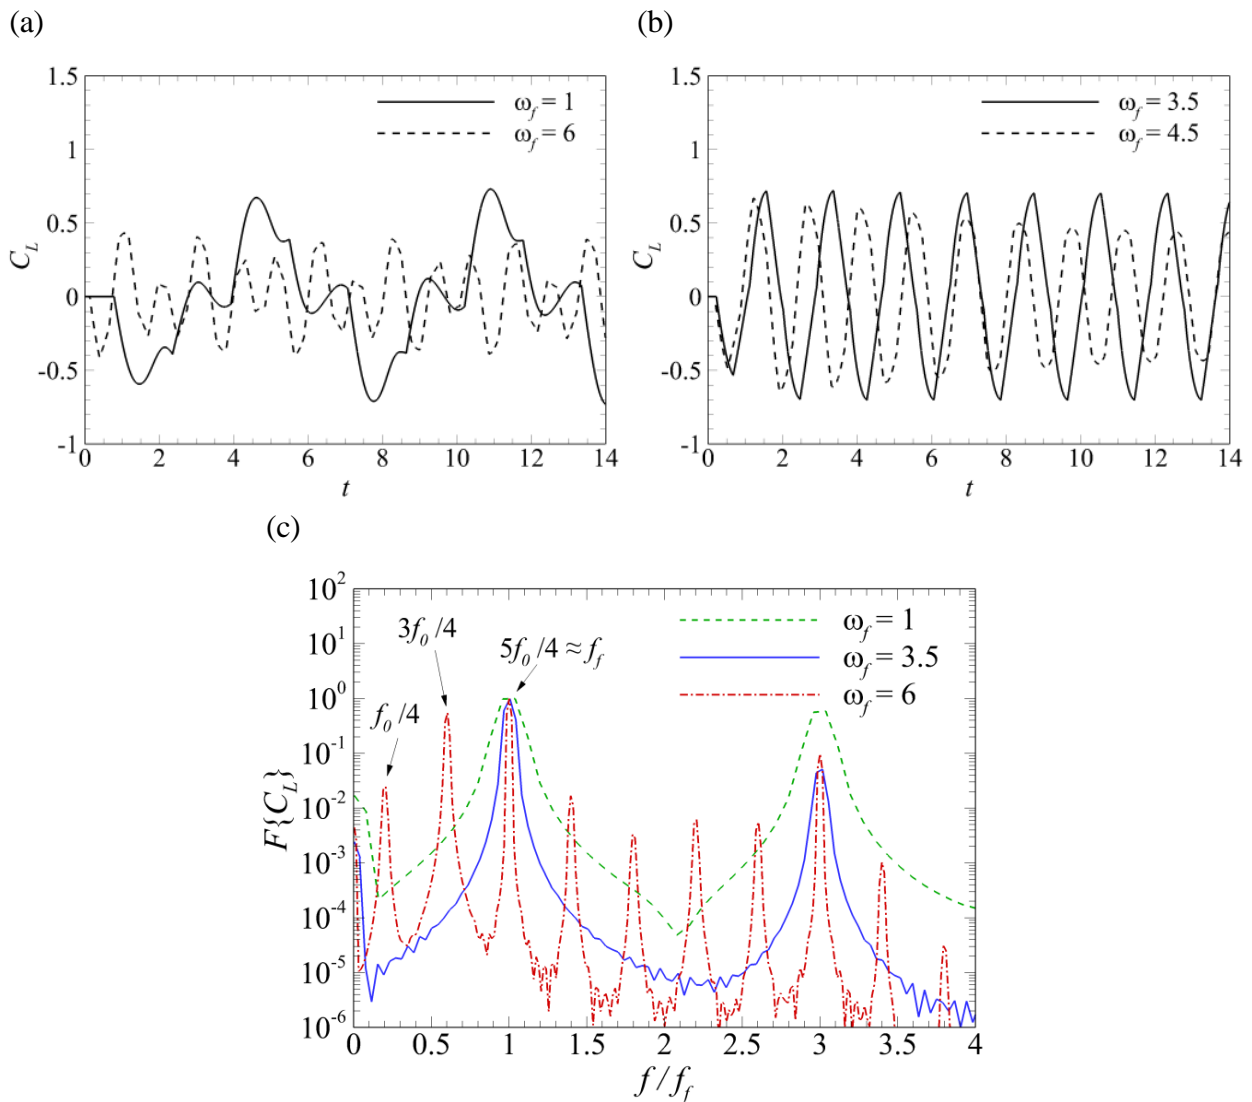 (a)
(b)
1.5
1
0.5
0
-0.5
-1
C_L
ω_f = 1
ω_f = 6
0 2 4 6 8 10 12 14
t
1.5
1
0.5
0
-0.5
-1
C_L
ω_f = 3.5
ω_f = 4.5
0 2 4 6 8 10 12 14
t
(c)
10^2
10^1
10^0
10^-1
10^-2
10^-3
10^-4
10^-5
10^-6
F{C_L}
3f_0/4
5f_0/4 ≈ f_f
f_0/4
ω_f = 1
ω_f = 3.5
ω_f = 6
0 0.5 1 1.5 2 2.5 3 3.5 4
f/f_f